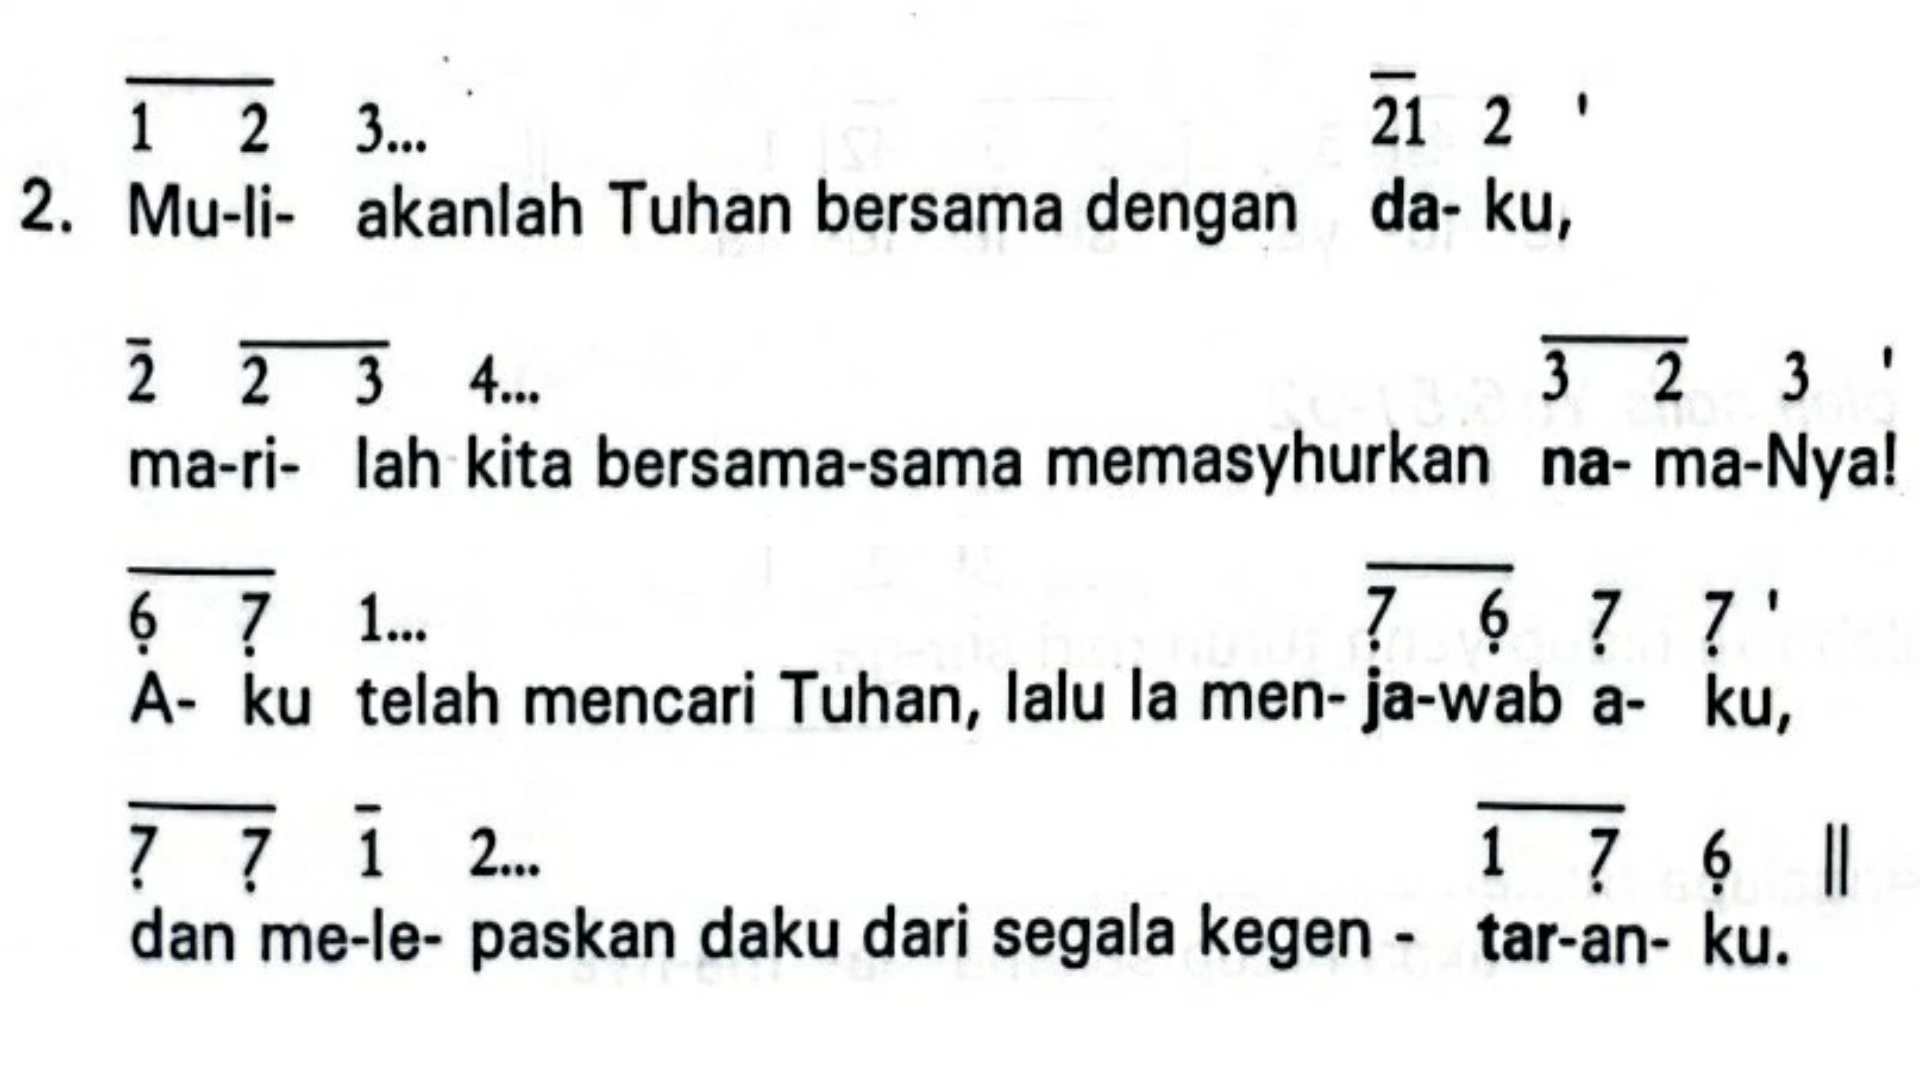 1 2 3... 21 2 '
2. Mu-li- akanlah Tuhan bersama dengan da- ku,
2 2 3 4... 3 2 3 '
ma-ri- lah kita bersama-sama memasyhurkan na- ma-Nya!
6̣ 7̣ 1... 7̣ 6̣ 7̣ 7̣ '
A- ku telah mencari Tuhan, lalu Ia men- ja-wab a- ku,
7̣ 7̣ 1 2... 1 7̣ 6̣ ||
dan me-le- paskan daku dari segala kegen - tar-an- ku.